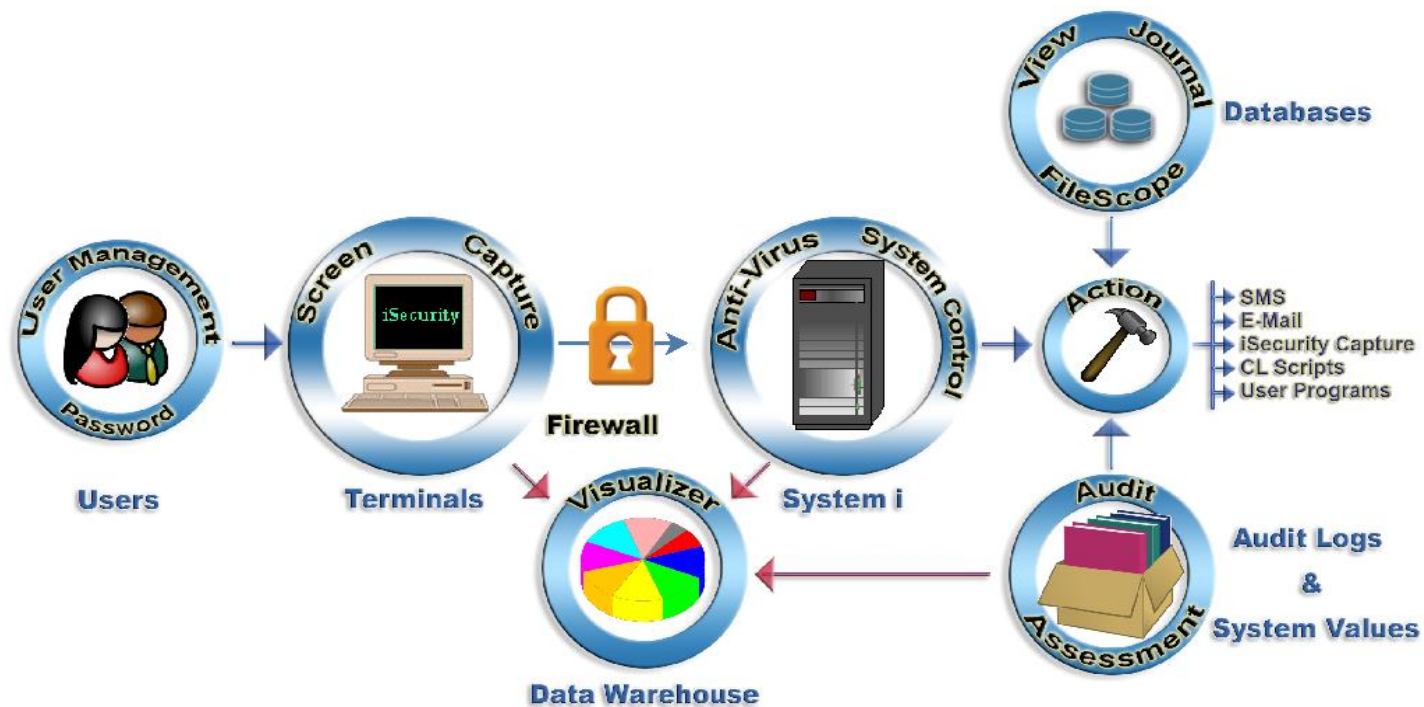 View Journal
FileScope
Databases
User Management
Password
Users
Screen Capture
iSecurity
Terminals
Firewall
Anti-Virus System Control
System i
Action
SMS
E-Mail
iSecurity Capture
CL Scripts
User Programs
Visualizer
Data Warehouse
Audit
Assessment
Audit Logs
&
System Values